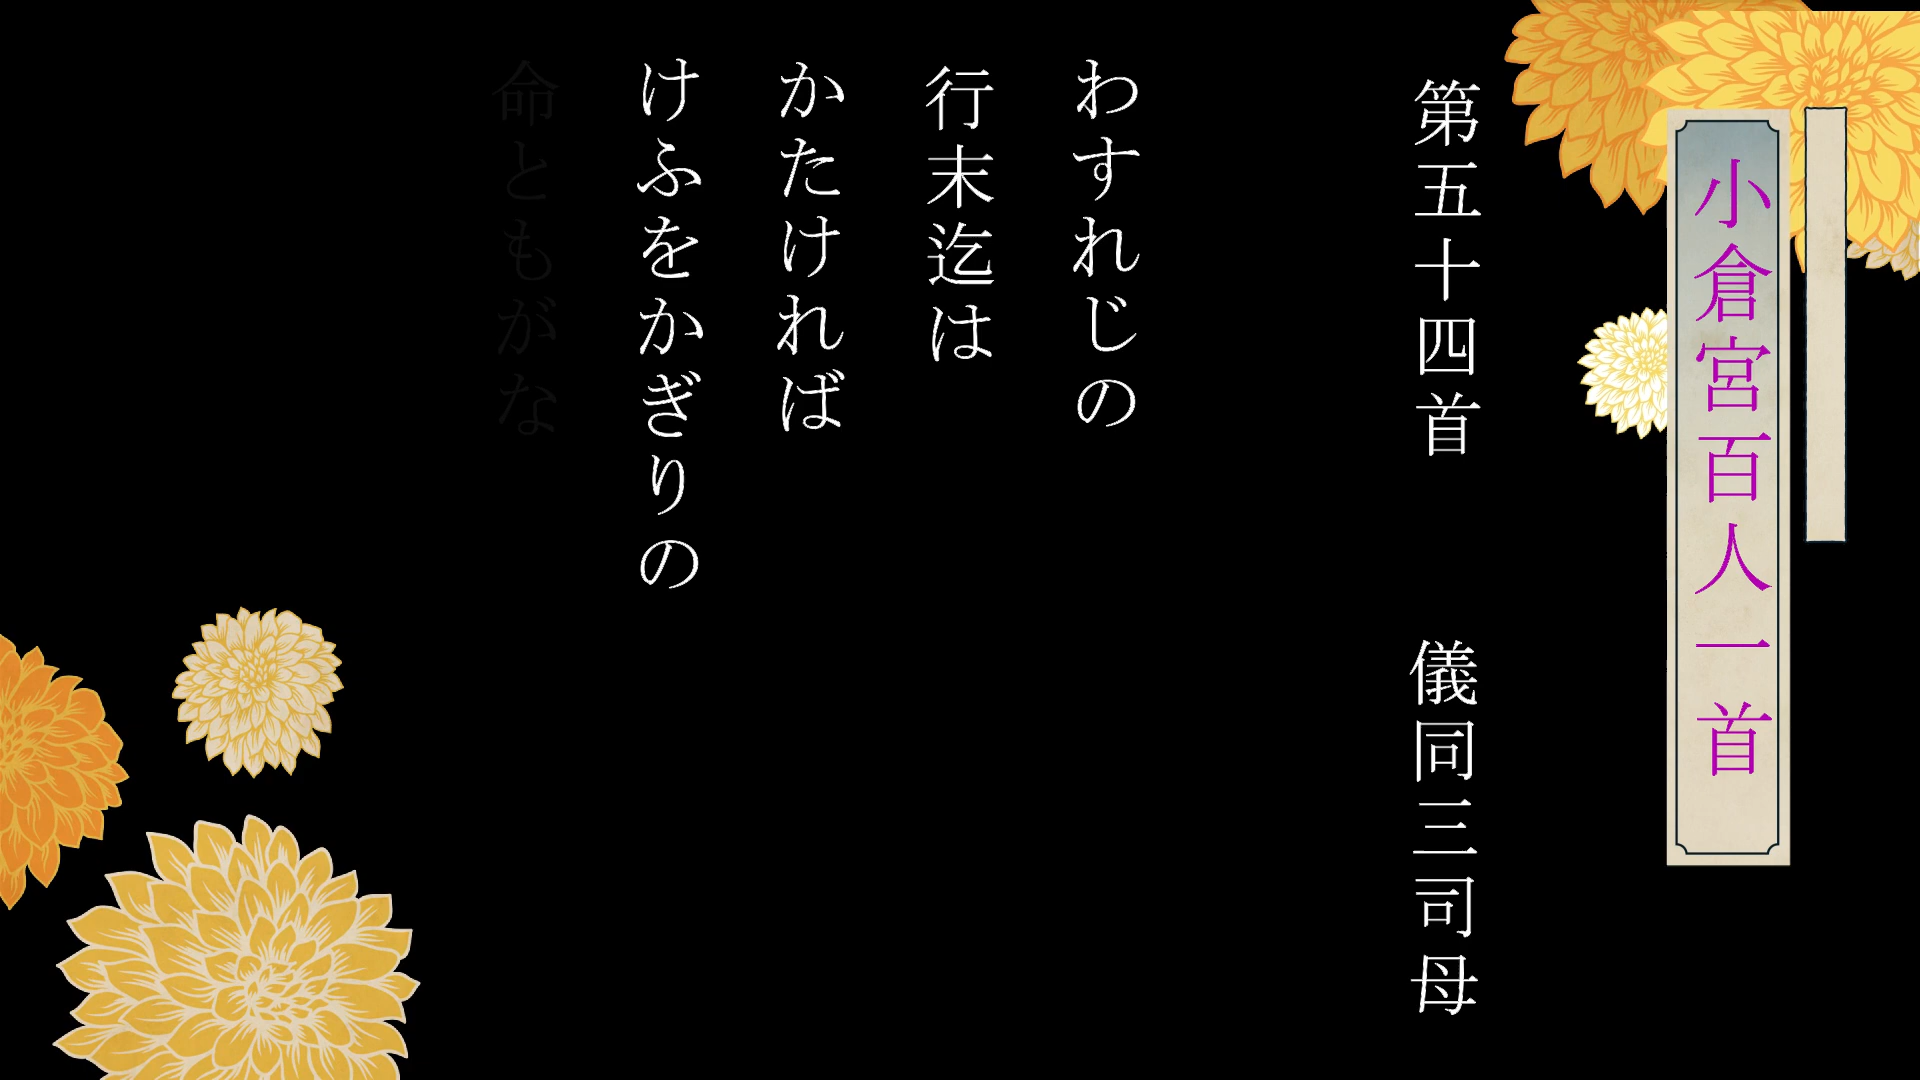 小倉宮百人一首
第五十四首 儀同三司母
わすれじの
行末迄は
かたければ
けふをかぎりの
命ともがな